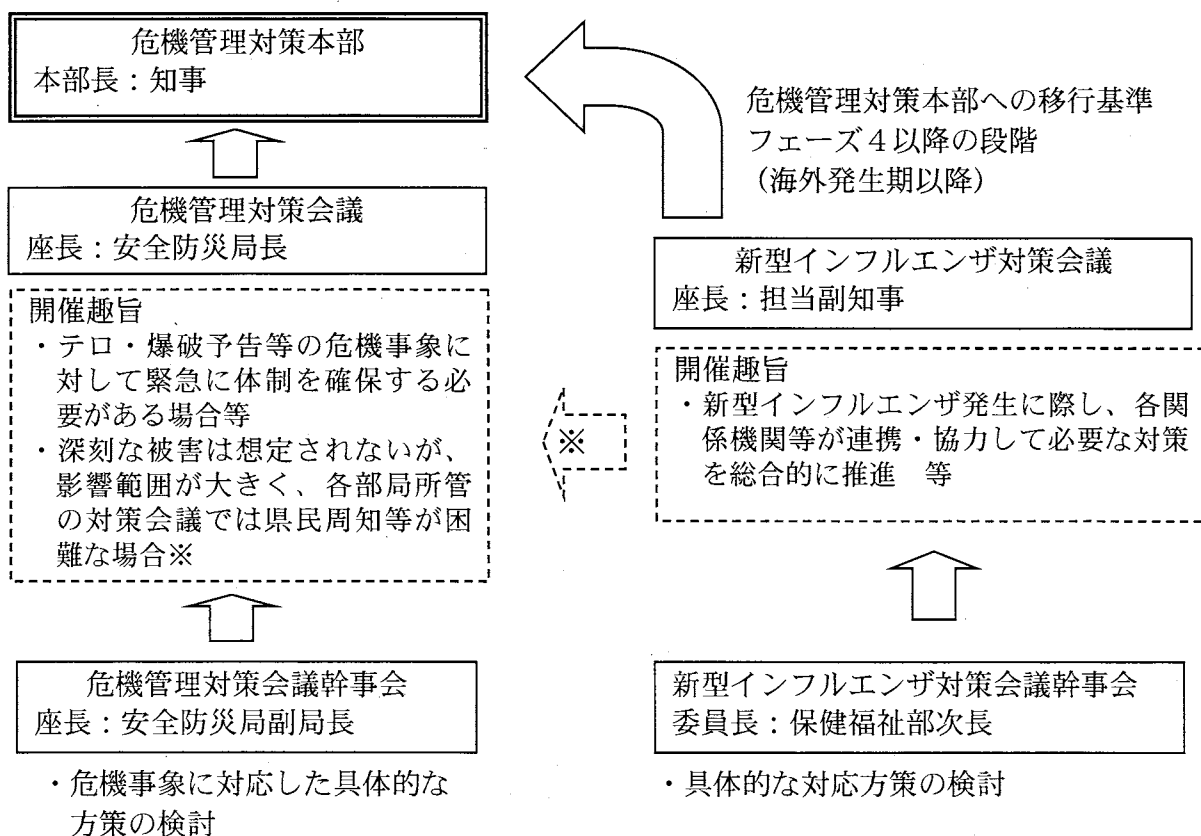 危機管理対策本部
本部長：知事
危機管理対策会議
座長：安全防災局長
開催趣旨
・テロ・爆破予告等の危機事象に
対して緊急に体制を確保する必
要がある場合等
・深刻な被害は想定されないが、
影響範囲が大きく、各部局所管
の対策会議では県民周知等が困
難な場合※
危機管理対策会議幹事会
座長：安全防災局副局長
・危機事象に対応した具体的な
方策の検討
※
危機管理対策本部への移行基準
フェーズ４以降の段階
（海外発生期以降）
新型インフルエンザ対策会議
座長：担当副知事
開催趣旨
・新型インフルエンザ発生に際し、各関
係機関等が連携・協力して必要な対策
を総合的に推進　等
新型インフルエンザ対策会議幹事会
委員長：保健福祉部次長
・具体的な対応方策の検討